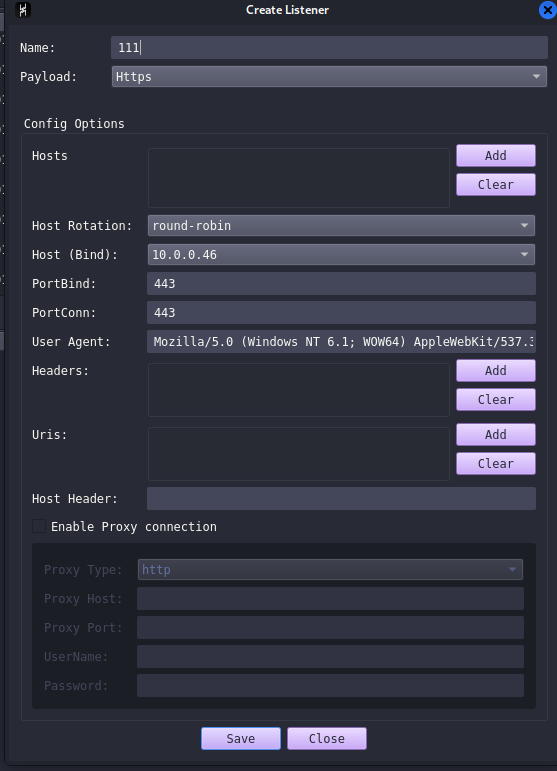 Create Listener
Name: 111
Payload: Https
Config Options
Hosts Add
Clear
Host Rotation: round-robin
Host (Bind): 10.0.0.46
PortBind: 443
PortConn: 443
User Agent: Mozilla/5.0 (Windows NT 6.1; WOW64) AppleWebKit/537.3
Headers: Add
Clear
Uris: Add
Clear
Host Header:
Enable Proxy connection
Proxy Type: http
Proxy Host:
Proxy Port:
UserName:
Password:
Save Close